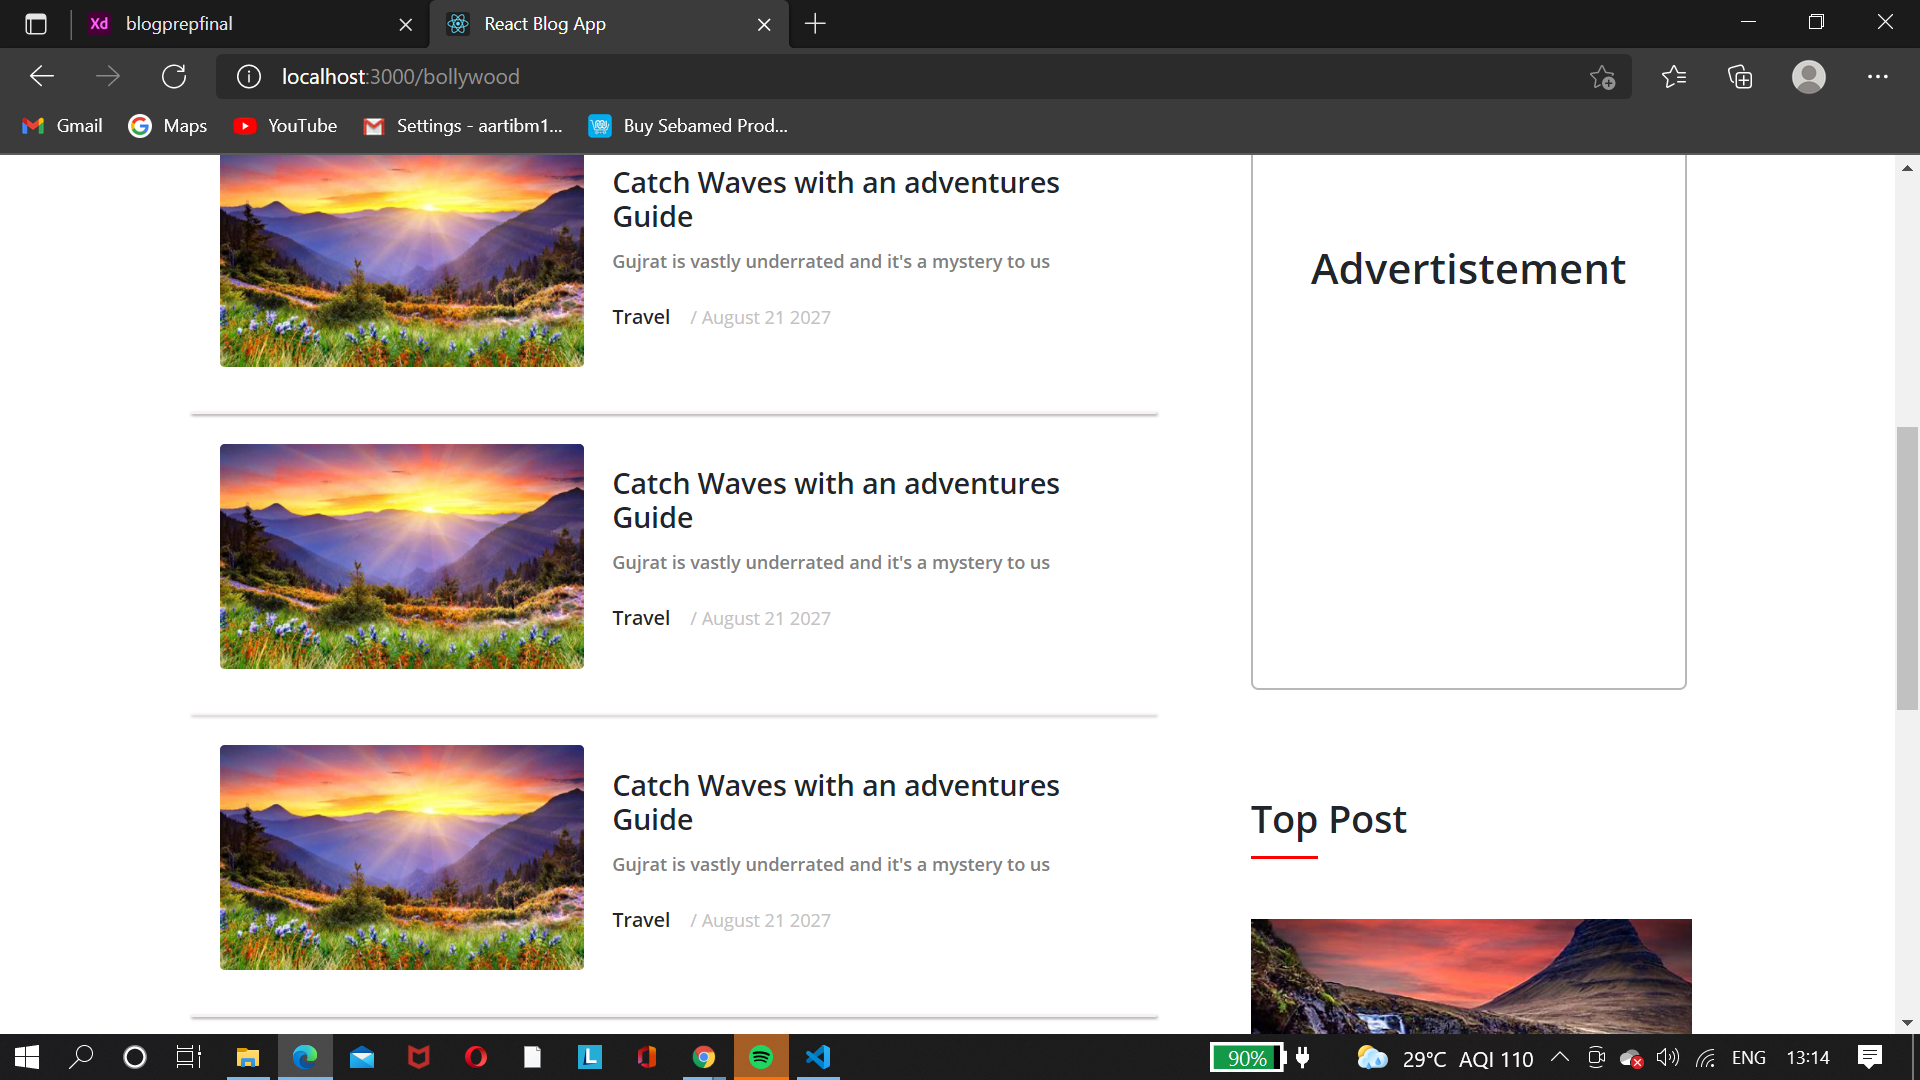 Xd blogprepfinal
React Blog App
localhost:3000/bollywood
Gmail
Maps
YouTube
Settings - aartibm1...
Buy Sebamed Prod...
Catch Waves with an adventures
Guide
Gujrat is vastly underrated and it's a mystery to us
Travel / August 21 2027
Catch Waves with an adventures
Guide
Gujrat is vastly underrated and it's a mystery to us
Travel / August 21 2027
Catch Waves with an adventures
Guide
Gujrat is vastly underrated and it's a mystery to us
Travel / August 21 2027
Advertistement
Top Post
L
90%
29°C AQI 110
ENG
13:14